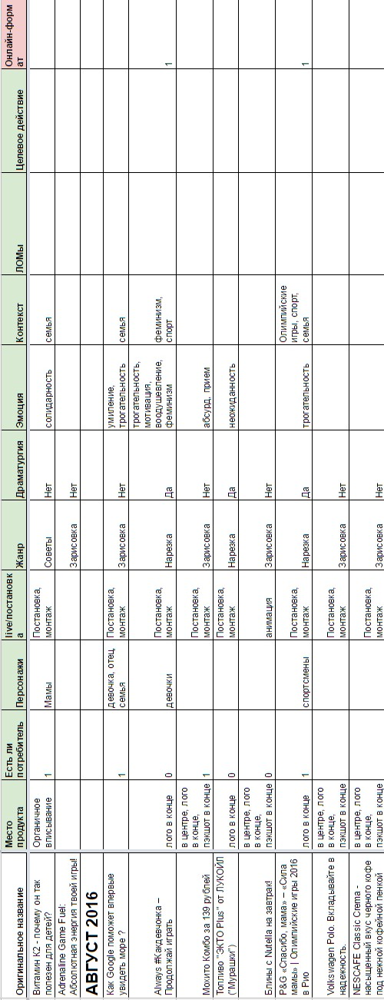 Оригинальное название
Место
продукта
Есть ли
потребитель
Персонажи
live/постановк
а
Жанр
Драматургия
Эмоция
Контекст
ЛОМы
Целевое действие
Онлайн-форм
ат
Витамин К2 - почему он так
полезен для детей?
Органичное
вписывание
1
Мамы
Постановка,
монтаж
Советы
Нет
солидарность
семья
Adrenaline Game Fuel:
Абсолютная энергия твоей игры!
Зарисовка
Нет
АВГУСТ 2016
Как Google поможет впервые
увидеть море ?
1
девочка, отец,
семья
Постановка,
монтаж
Зарисовка
Нет
умиление,
трогательность
семья
Always #Какдевчонка –
Продолжай играть
лого в конце
0
девочки
Постановка,
монтаж
Нарезка
Да
трогательность,
мотивация,
воодушевление,
феминизм
феминизм,
спорт
1
Мохито Комбо за 139 рублей
в центре, лого
в конце,
пэкшот в конце
1
Постановка,
монтаж
Зарисовка
Нет
абсурд, прием
Топливо "ЭКТО Plus" от ЛУКОЙЛ
("Мурашки")
лого в конце
0
Постановка,
монтаж
Нарезка
Да
неожиданность
Блины с Nutella на завтрак!
в центре, лого
в конце,
пэкшот в конце
0
анимация
Зарисовка
Нет
P&G «Спасибо, мама» – «Сила
мамы» | Олимпийские игры 2016
в Рио
лого в конце
1
спортсмены
Постановка,
монтаж
Нарезка
Да
трогательность
Олимпийские
игры, спорт,
семья
1
Volkswagen Polo. Вкладывайте в
надежность.
в центре, лого
в конце,
пэкшот в конце
Постановка,
монтаж
Зарисовка
Нет
NESCAFE Classic Crema -
насыщенный вкус черного кофе
под нежной кофейной пенкой
в центре, лого
в конце,
пэкшот в конце
Постановка,
монтаж
Зарисовка
Нет